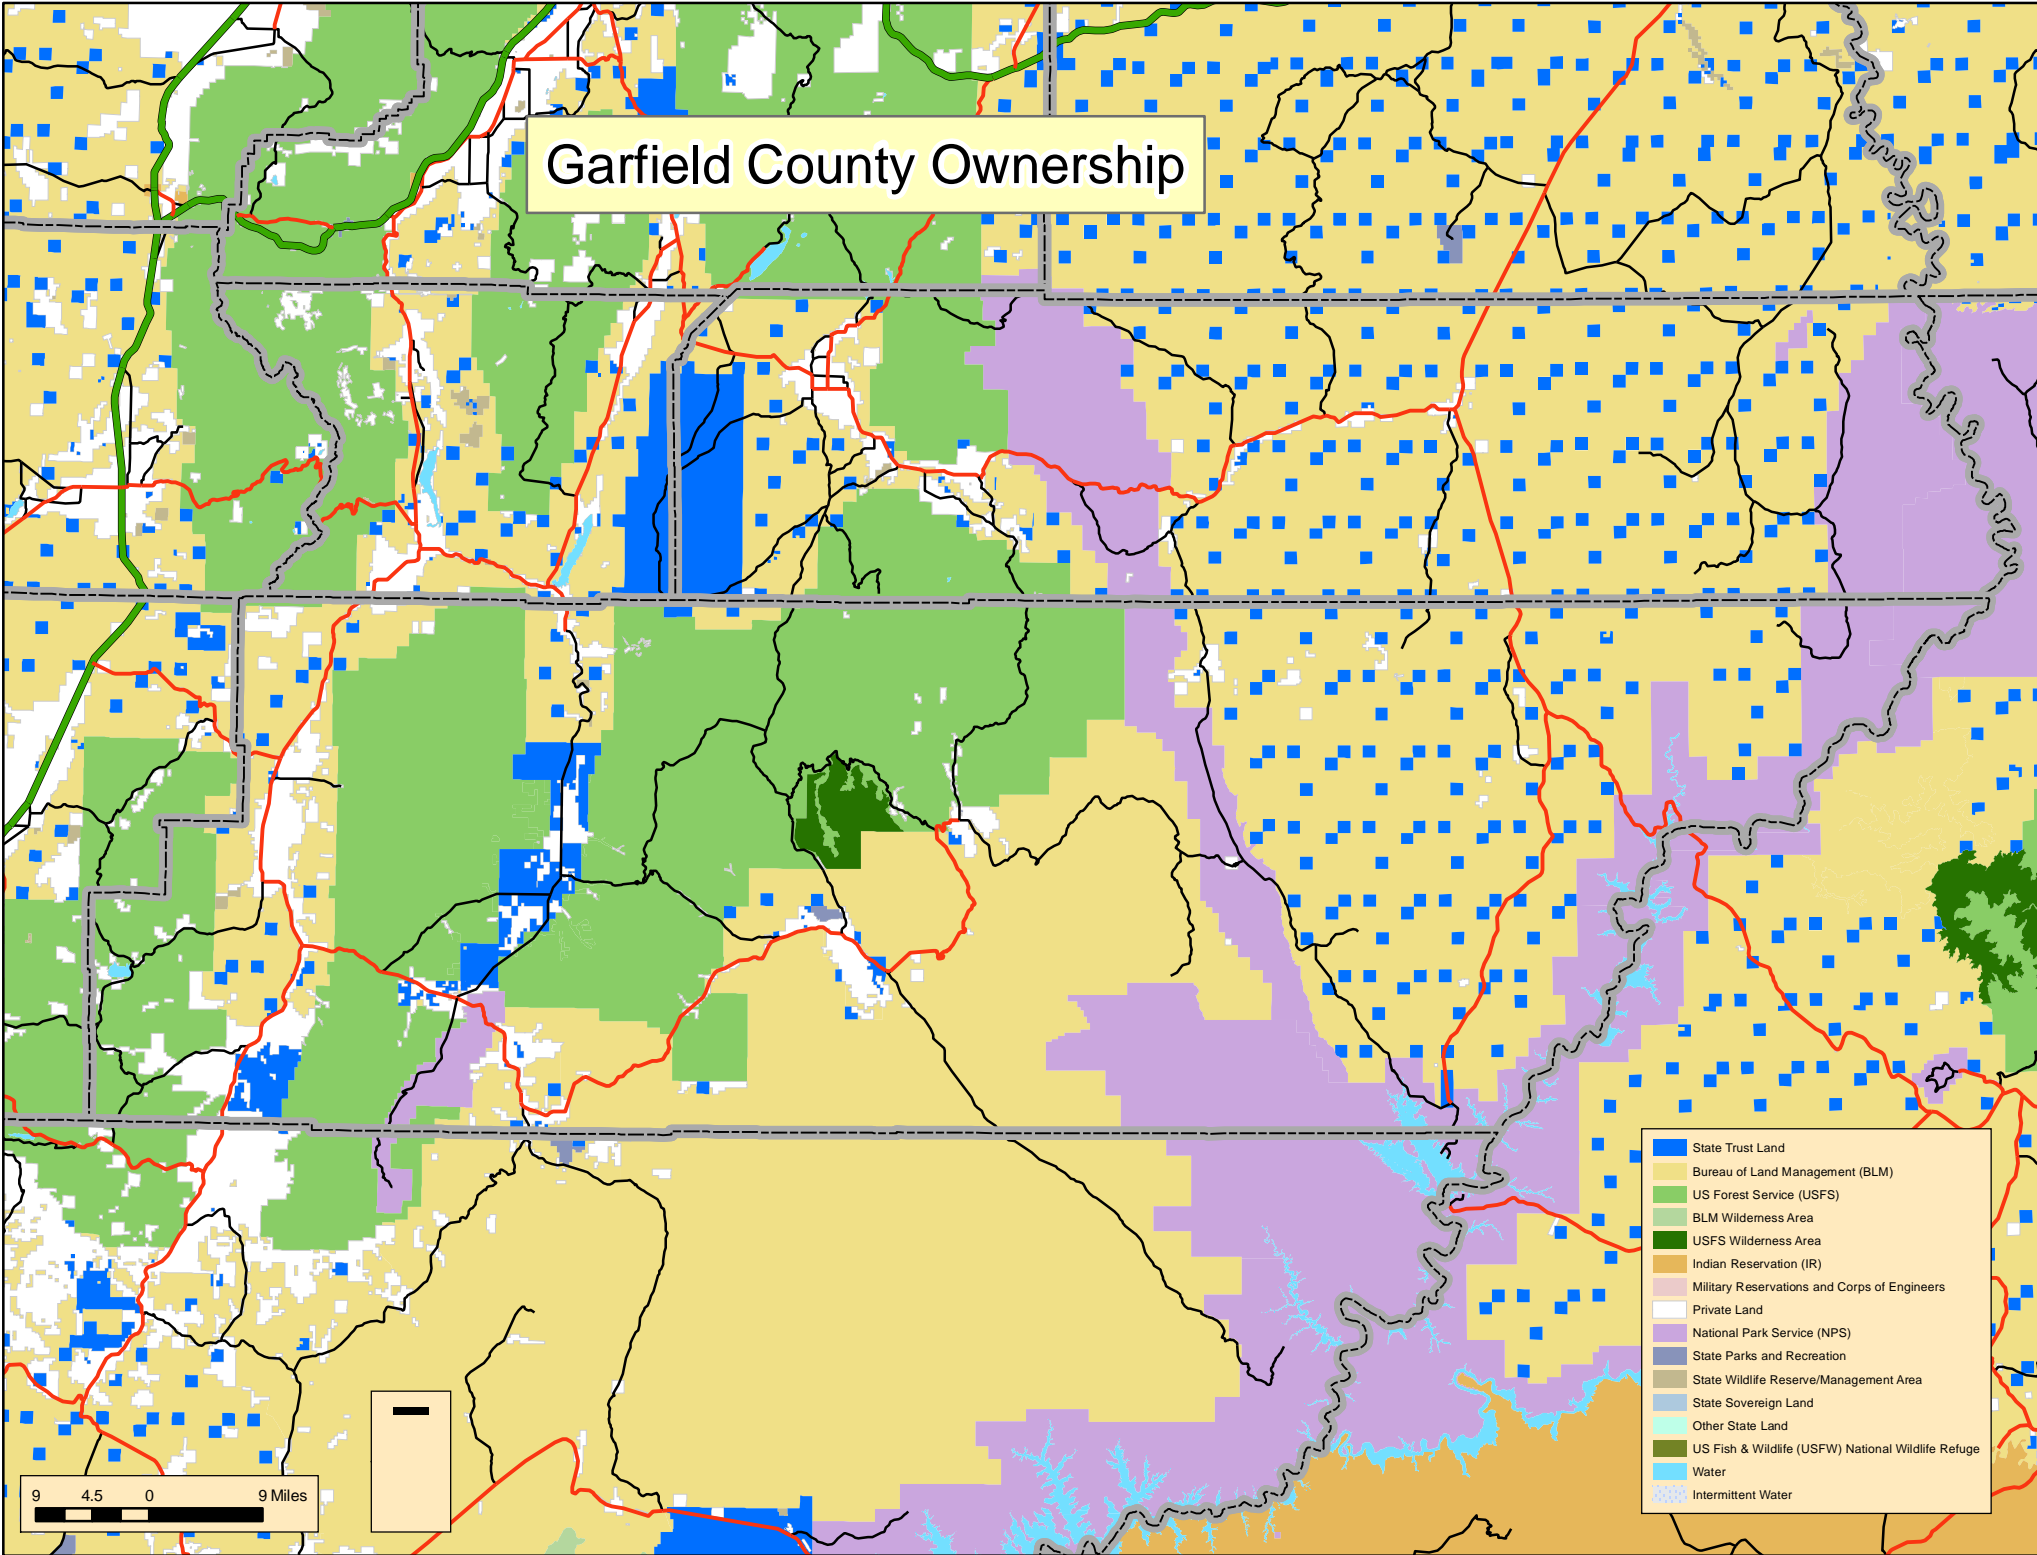 Garfield County Ownership
State Trust Land
Bureau of Land Management (BLM)
US Forest Service (USFS)
BLM Wilderness Area
USFS Wilderness Area
Indian Reservation (IR)
Military Reservations and Corps of Engineers
Private Land
National Park Service (NPS)
State Parks and Recreation
State Wildlife Reserve/Management Area
State Sovereign Land
Other State Land
US Fish & Wildlife (USFW) National Wildlife Refuge
Water
Intermittent Water
9 4.5 0 9 Miles